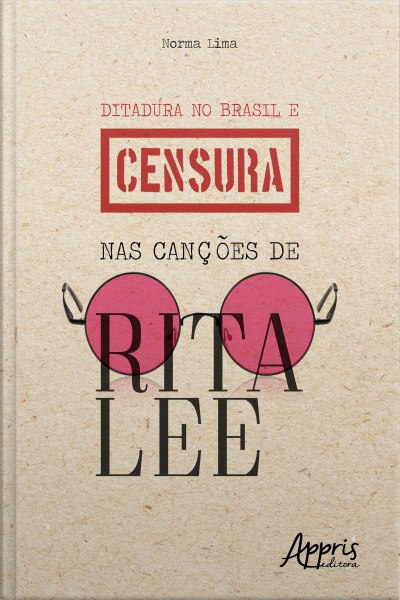 Norma Lima
DITADURA NO BRASIL E
CENSURA
NAS CANÇÕES DE
RITA
LEE
Appris
editora